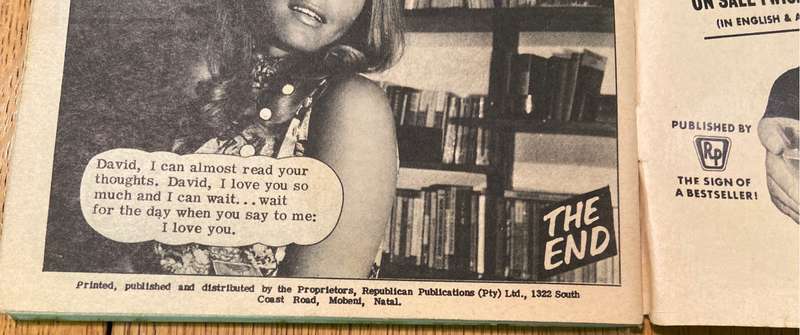 David, I can almost read your
thoughts. David, I love you so
much and I can wait...wait
for the day when you say to me:
I love you.
THE
END
Printed, published and distributed by the Proprietors, Republican Publications (Pty) Ltd., 1322 South
Coast Road, Mobeni, Natal.
(IN ENGLISH &
PUBLISHED BY
Rp
THE SIGN OF
A BESTSELLER!